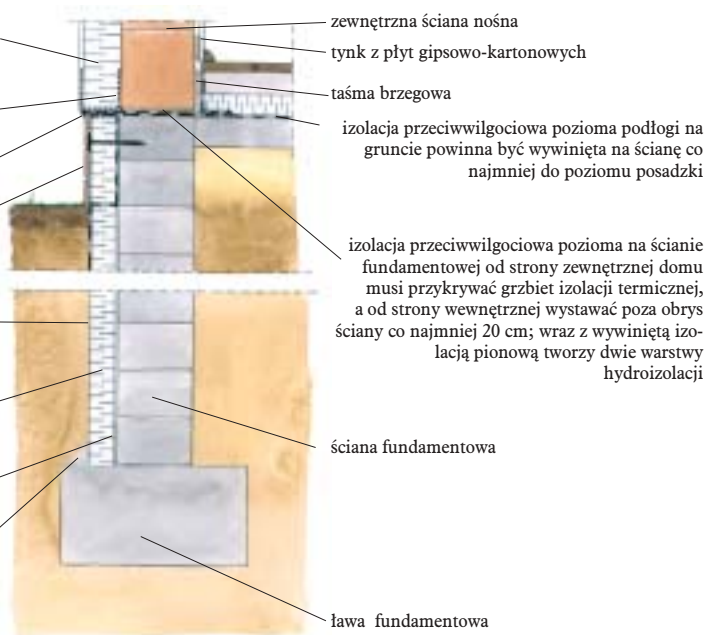 zewnętrzna ściana nośna
tynk z płyt gipsowo-kartonowych
taśma brzegowa
izolacja przeciwwilgociowa pozioma podłogi na
gruncie powinna być wywinięta na ścianę co
najmniej do poziomu posadzki
izolacja przeciwwilgociowa pozioma na ścianie
fundamentowej od strony zewnętrznej domu
musi przykrywać grzbiet izolacji termicznej,
a od strony wewnętrznej wystawać poza obrys
ściany co najmniej 20 cm; wraz z wywiniętą izo-
lacją pionową tworzy dwie warstwy
hydroizolacji
ściana fundamentowa
ława fundamentowa